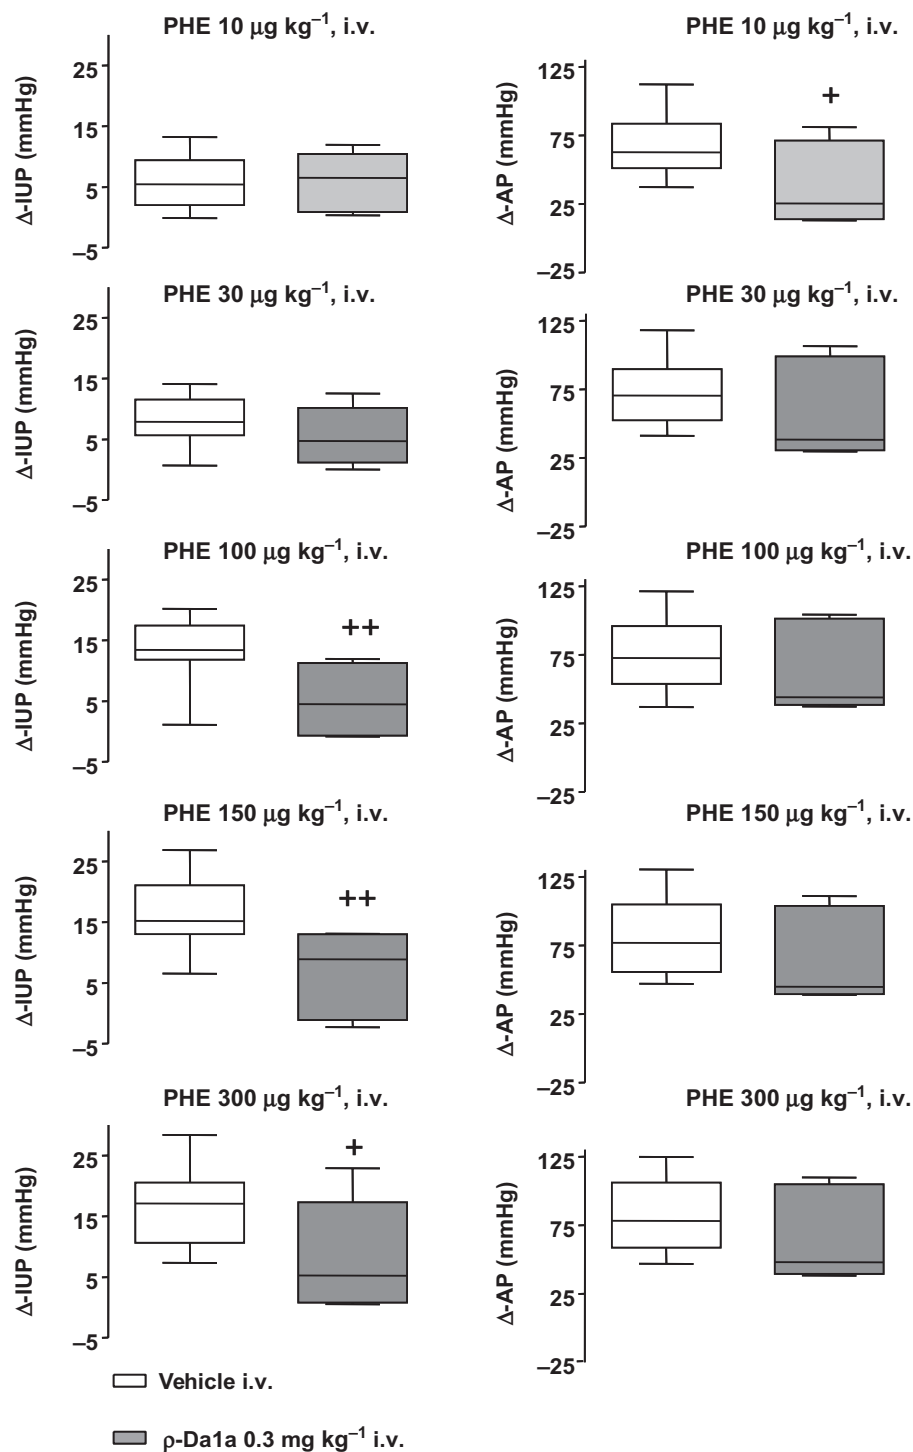 PHE 10 μg kg⁻¹, i.v.
Δ-IUP (mmHg)
25
15
5
–5
PHE 10 μg kg⁻¹, i.v.
Δ-AP (mmHg)
125
75
25
–25
+
PHE 30 μg kg⁻¹, i.v.
Δ-IUP (mmHg)
25
15
5
–5
PHE 30 μg kg⁻¹, i.v.
Δ-AP (mmHg)
125
75
25
–25
PHE 100 μg kg⁻¹, i.v.
Δ-IUP (mmHg)
25
15
5
–5
++
PHE 100 μg kg⁻¹, i.v.
Δ-AP (mmHg)
125
75
25
–25
PHE 150 μg kg⁻¹, i.v.
Δ-IUP (mmHg)
25
15
5
–5
++
PHE 150 μg kg⁻¹, i.v.
Δ-AP (mmHg)
125
75
25
–25
PHE 300 μg kg⁻¹, i.v.
Δ-IUP (mmHg)
25
15
5
–5
+
PHE 300 μg kg⁻¹, i.v.
Δ-AP (mmHg)
125
75
25
–25
Vehicle i.v.
ρ-Da1a 0.3 mg kg⁻¹ i.v.